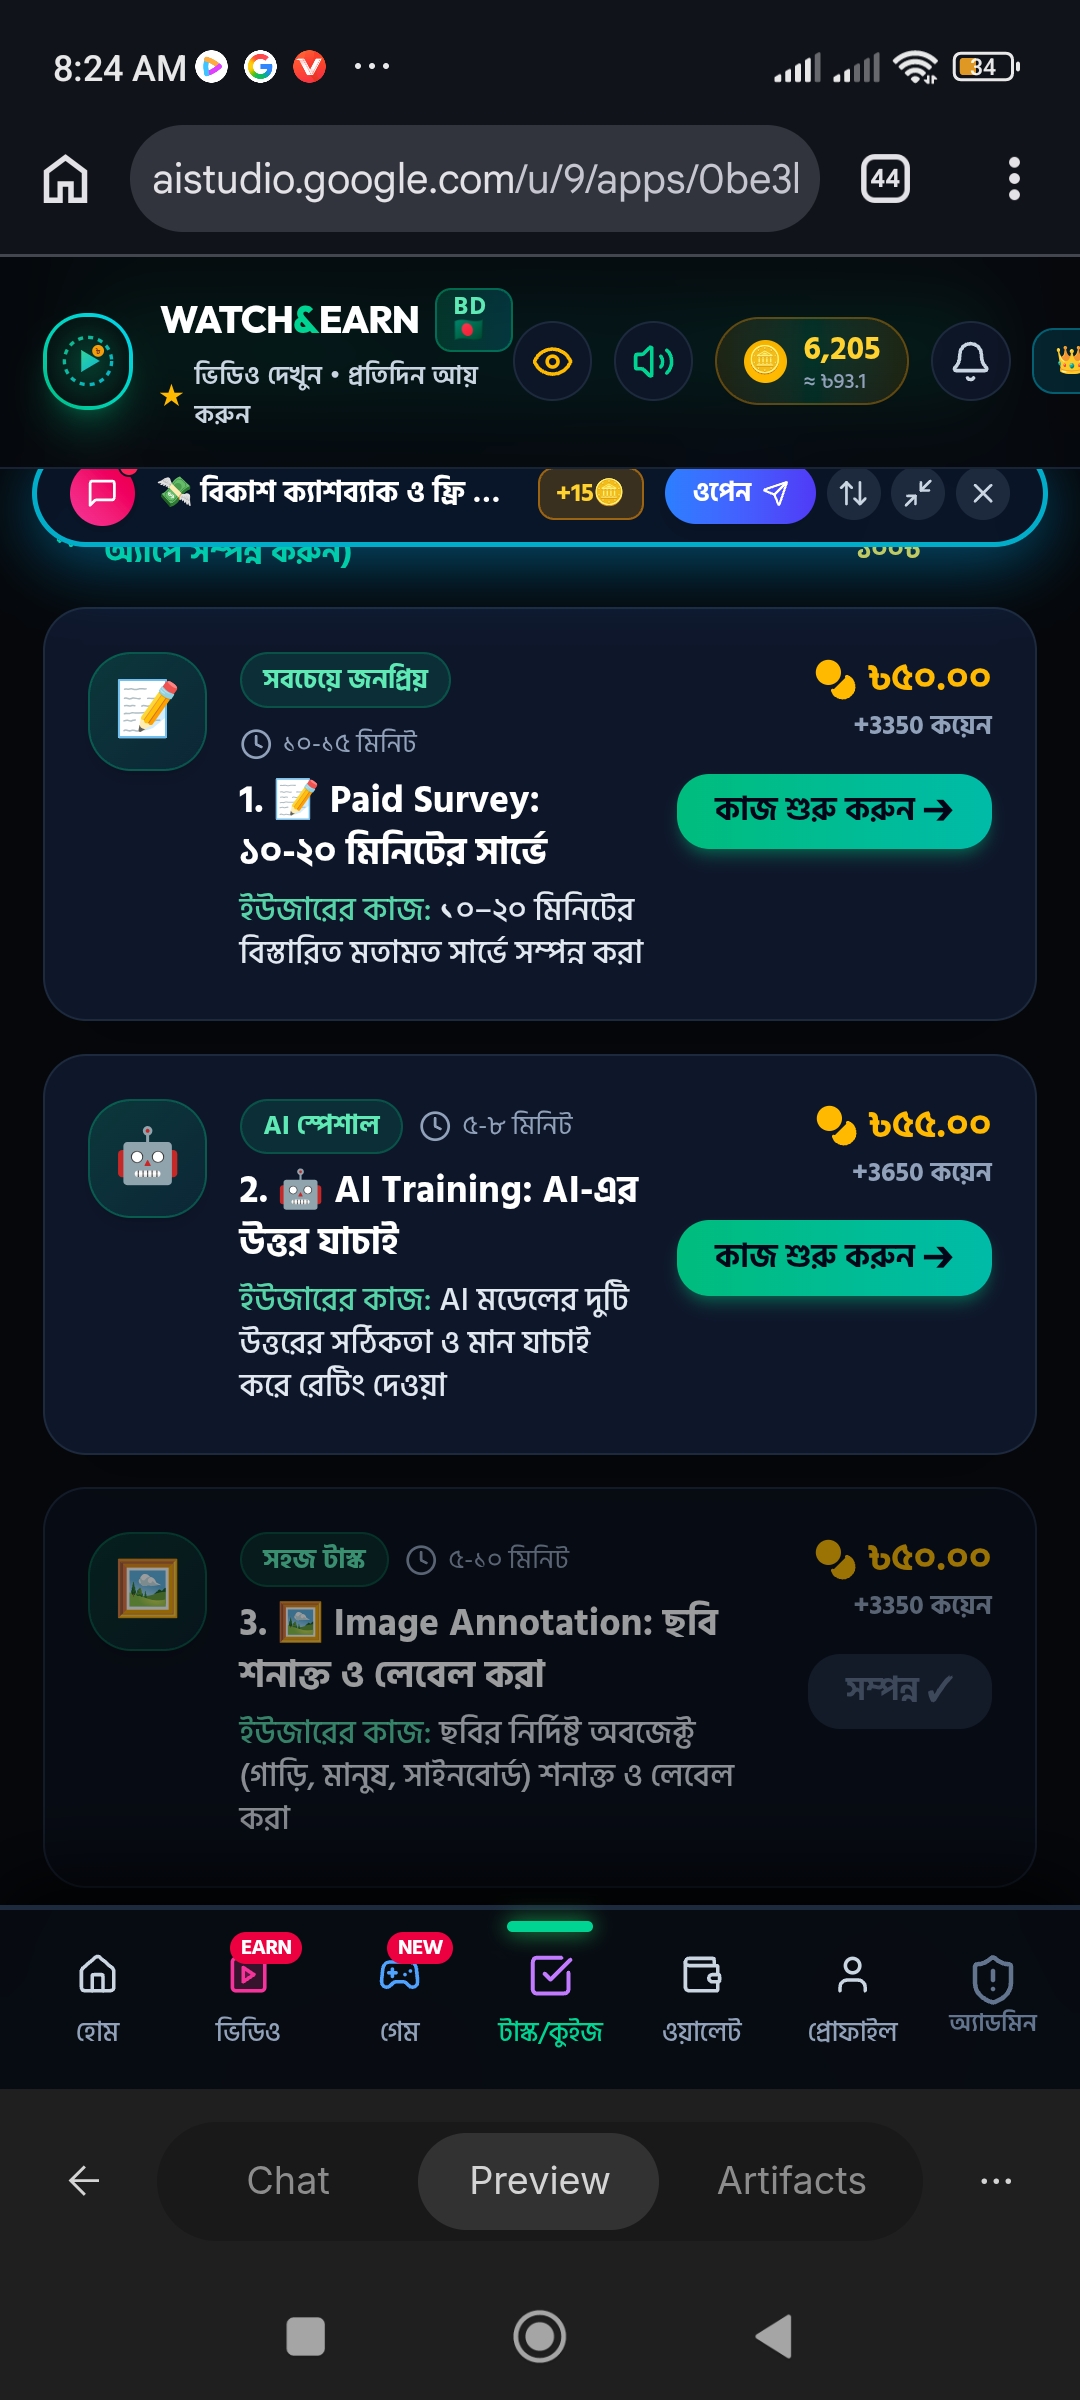 8:24 AM
34
aistudio.google.com/u/9/apps/0be3l
44
WATCH&EARN
BD
ভিডিও দেখুন • প্রতিদিন আয়
করুন
6,205
≈ ৳93.1
বিকাশ ক্যাশব্যাক ও ফ্রি ...
+15
ওপেন
অ্যাপে সম্পন্ন করুন)
১০০৳
সবচেয়ে জনপ্রিয়
৳৫০.০০
+3350 কয়েন
১০-১৫ মিনিট
1. 📝 Paid Survey:
১০-২০ মিনিটের সার্ভে
কাজ শুরু করুন →
ইউজারের কাজ: ১০–২০ মিনিটের
বিস্তারিত মতামত সার্ভে সম্পন্ন করা
AI স্পেশাল
৫-৮ মিনিট
৳৫৫.০০
+3650 কয়েন
2. 🤖 AI Training: AI-এর
উত্তর যাচাই
কাজ শুরু করুন →
ইউজারের কাজ: AI মডেলের দুটি
উত্তরের সঠিকতা ও মান যাচাই
করে রেটিং দেওয়া
সহজ টাস্ক
৫-১০ মিনিট
৳৫০.০০
+3350 কয়েন
3. 🖼️ Image Annotation: ছবি
শনাক্ত ও লেবেল করা
সম্পন্ন ✓
ইউজারের কাজ: ছবির নির্দিষ্ট অবজেক্ট
(গাড়ি, মানুষ, সাইনবোর্ড) শনাক্ত ও লেবেল
করা
EARN
NEW
হোম
ভিডিও
গেম
টাস্ক/কুইজ
ওয়ালেট
প্রোফাইল
অ্যাডমিন
Chat
Preview
Artifacts